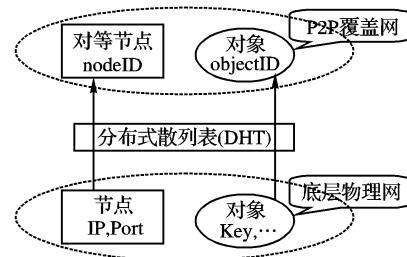 P2P覆盖网
对等节点
nodeID
对象
objectID
分布式散列表(DHT)
底层物理网
节点
IP,Port
对象
Key,…